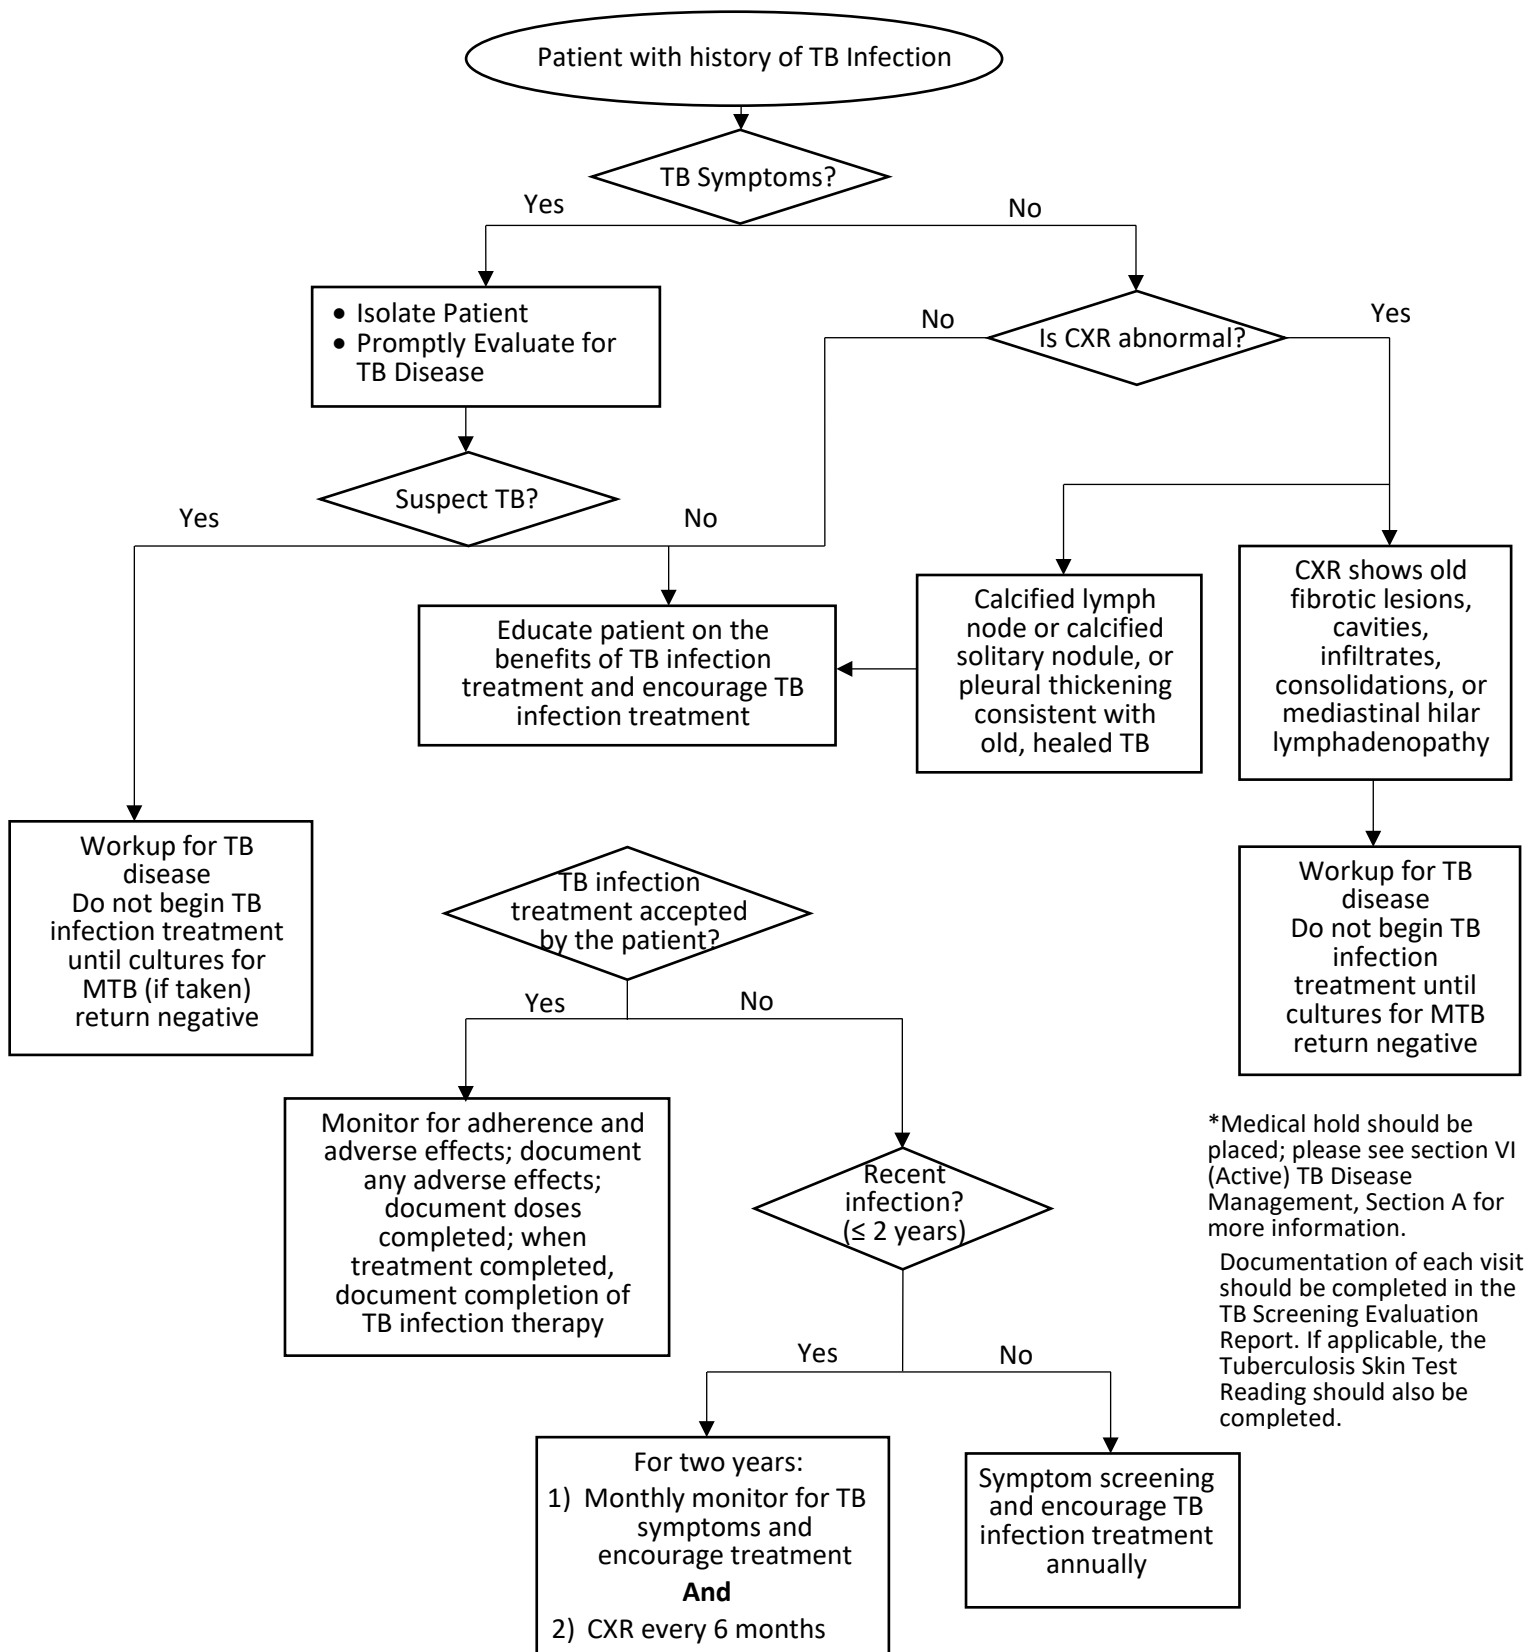 Patient with history of TB Infection
TB Symptoms?
Yes
No
• Isolate Patient
• Promptly Evaluate for
TB Disease
No
Is CXR abnormal?
Yes
Suspect TB?
Yes
No
Educate patient on the
benefits of TB infection
treatment and encourage TB
infection treatment
Calcified lymph
node or calcified
solitary nodule, or
pleural thickening
consistent with
old, healed TB
CXR shows old
fibrotic lesions,
cavities,
infiltrates,
consolidations, or
mediastinal hilar
lymphadenopathy
Workup for TB
disease
Do not begin TB
infection treatment
until cultures for
MTB (if taken)
return negative
TB infection
treatment accepted
by the patient?
Yes
No
Workup for TB
disease
Do not begin TB
infection
treatment until
cultures for MTB
return negative
Monitor for adherence and
adverse effects; document
any adverse effects;
document doses
completed; when
treatment completed,
document completion of
TB infection therapy
Recent
infection?
(≤ 2 years)
*Medical hold should be
placed; please see section VI
(Active) TB Disease
Management, Section A for
more information.
Documentation of each visit
should be completed in the
TB Screening Evaluation
Report. If applicable, the
Tuberculosis Skin Test
Reading should also be
completed.
Yes
No
For two years:
1) Monthly monitor for TB
symptoms and
encourage treatment
And
2) CXR every 6 months
Symptom screening
and encourage TB
infection treatment
annually